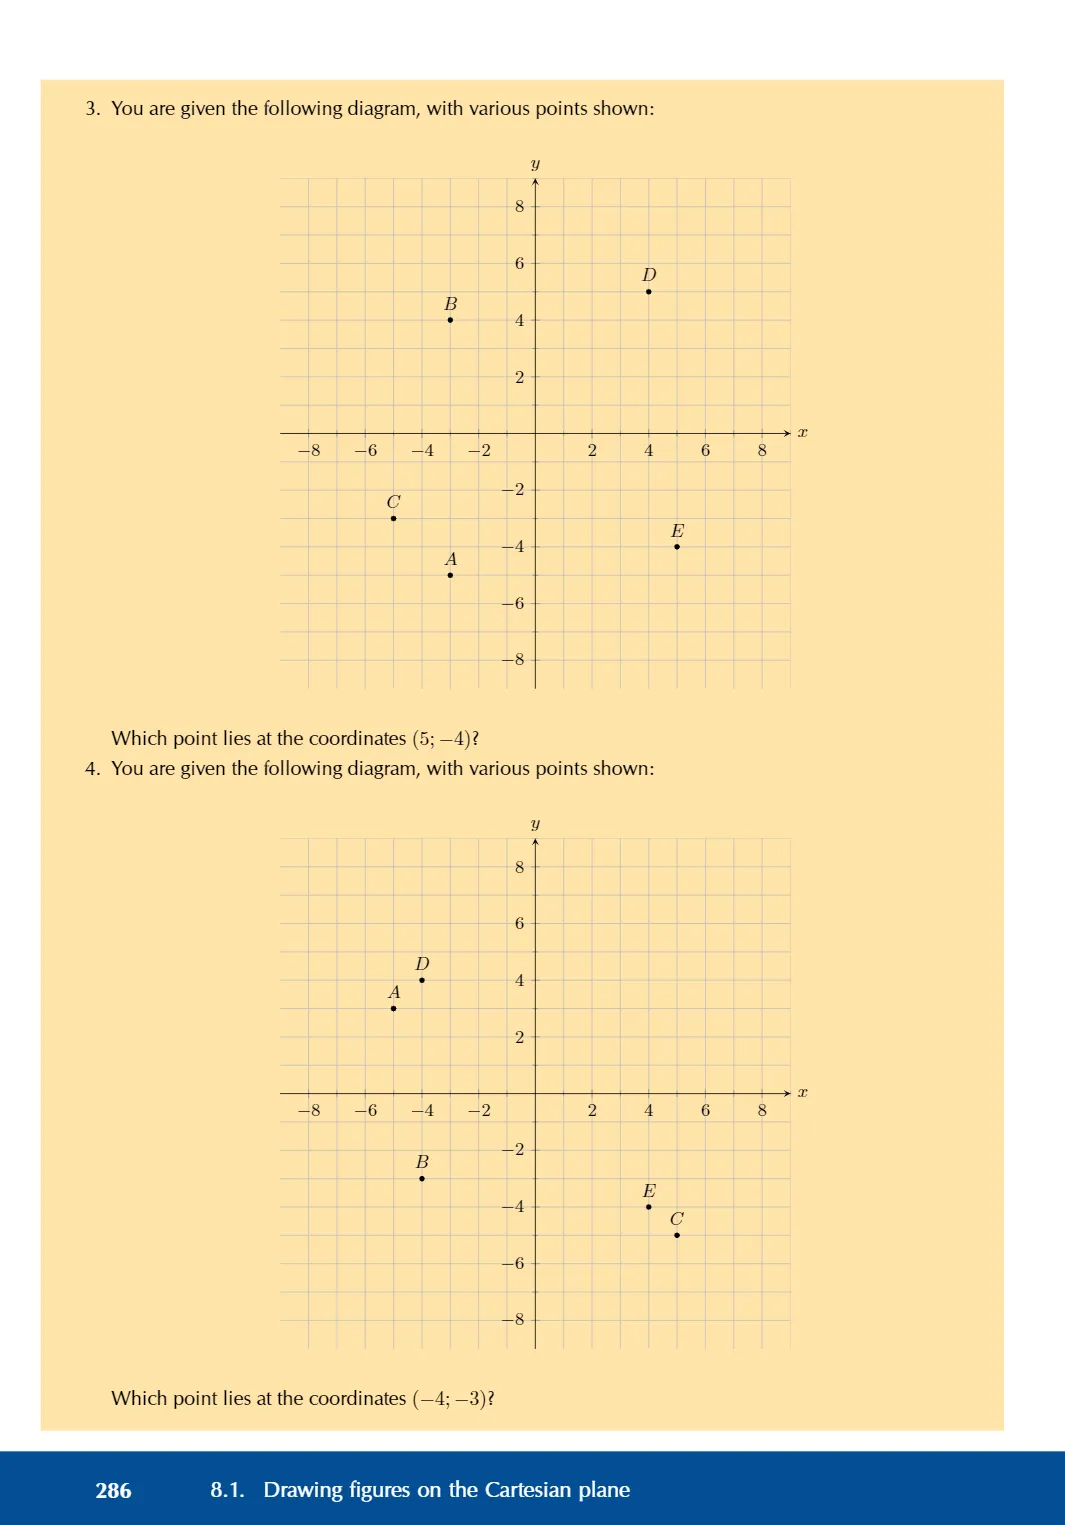 3. You are given the following diagram, with various points shown:
y
8
6
D
B
4
2
x
−8 −6 −4 −2 2 4 6 8
−2
C
E
−4
A
−6
−8
Which point lies at the coordinates (5; −4)?
4. You are given the following diagram, with various points shown:
y
8
6
D
4
A
2
x
−8 −6 −4 −2 2 4 6 8
−2
B
E
−4
C
−6
−8
Which point lies at the coordinates (−4; −3)?
286 8.1. Drawing figures on the Cartesian plane